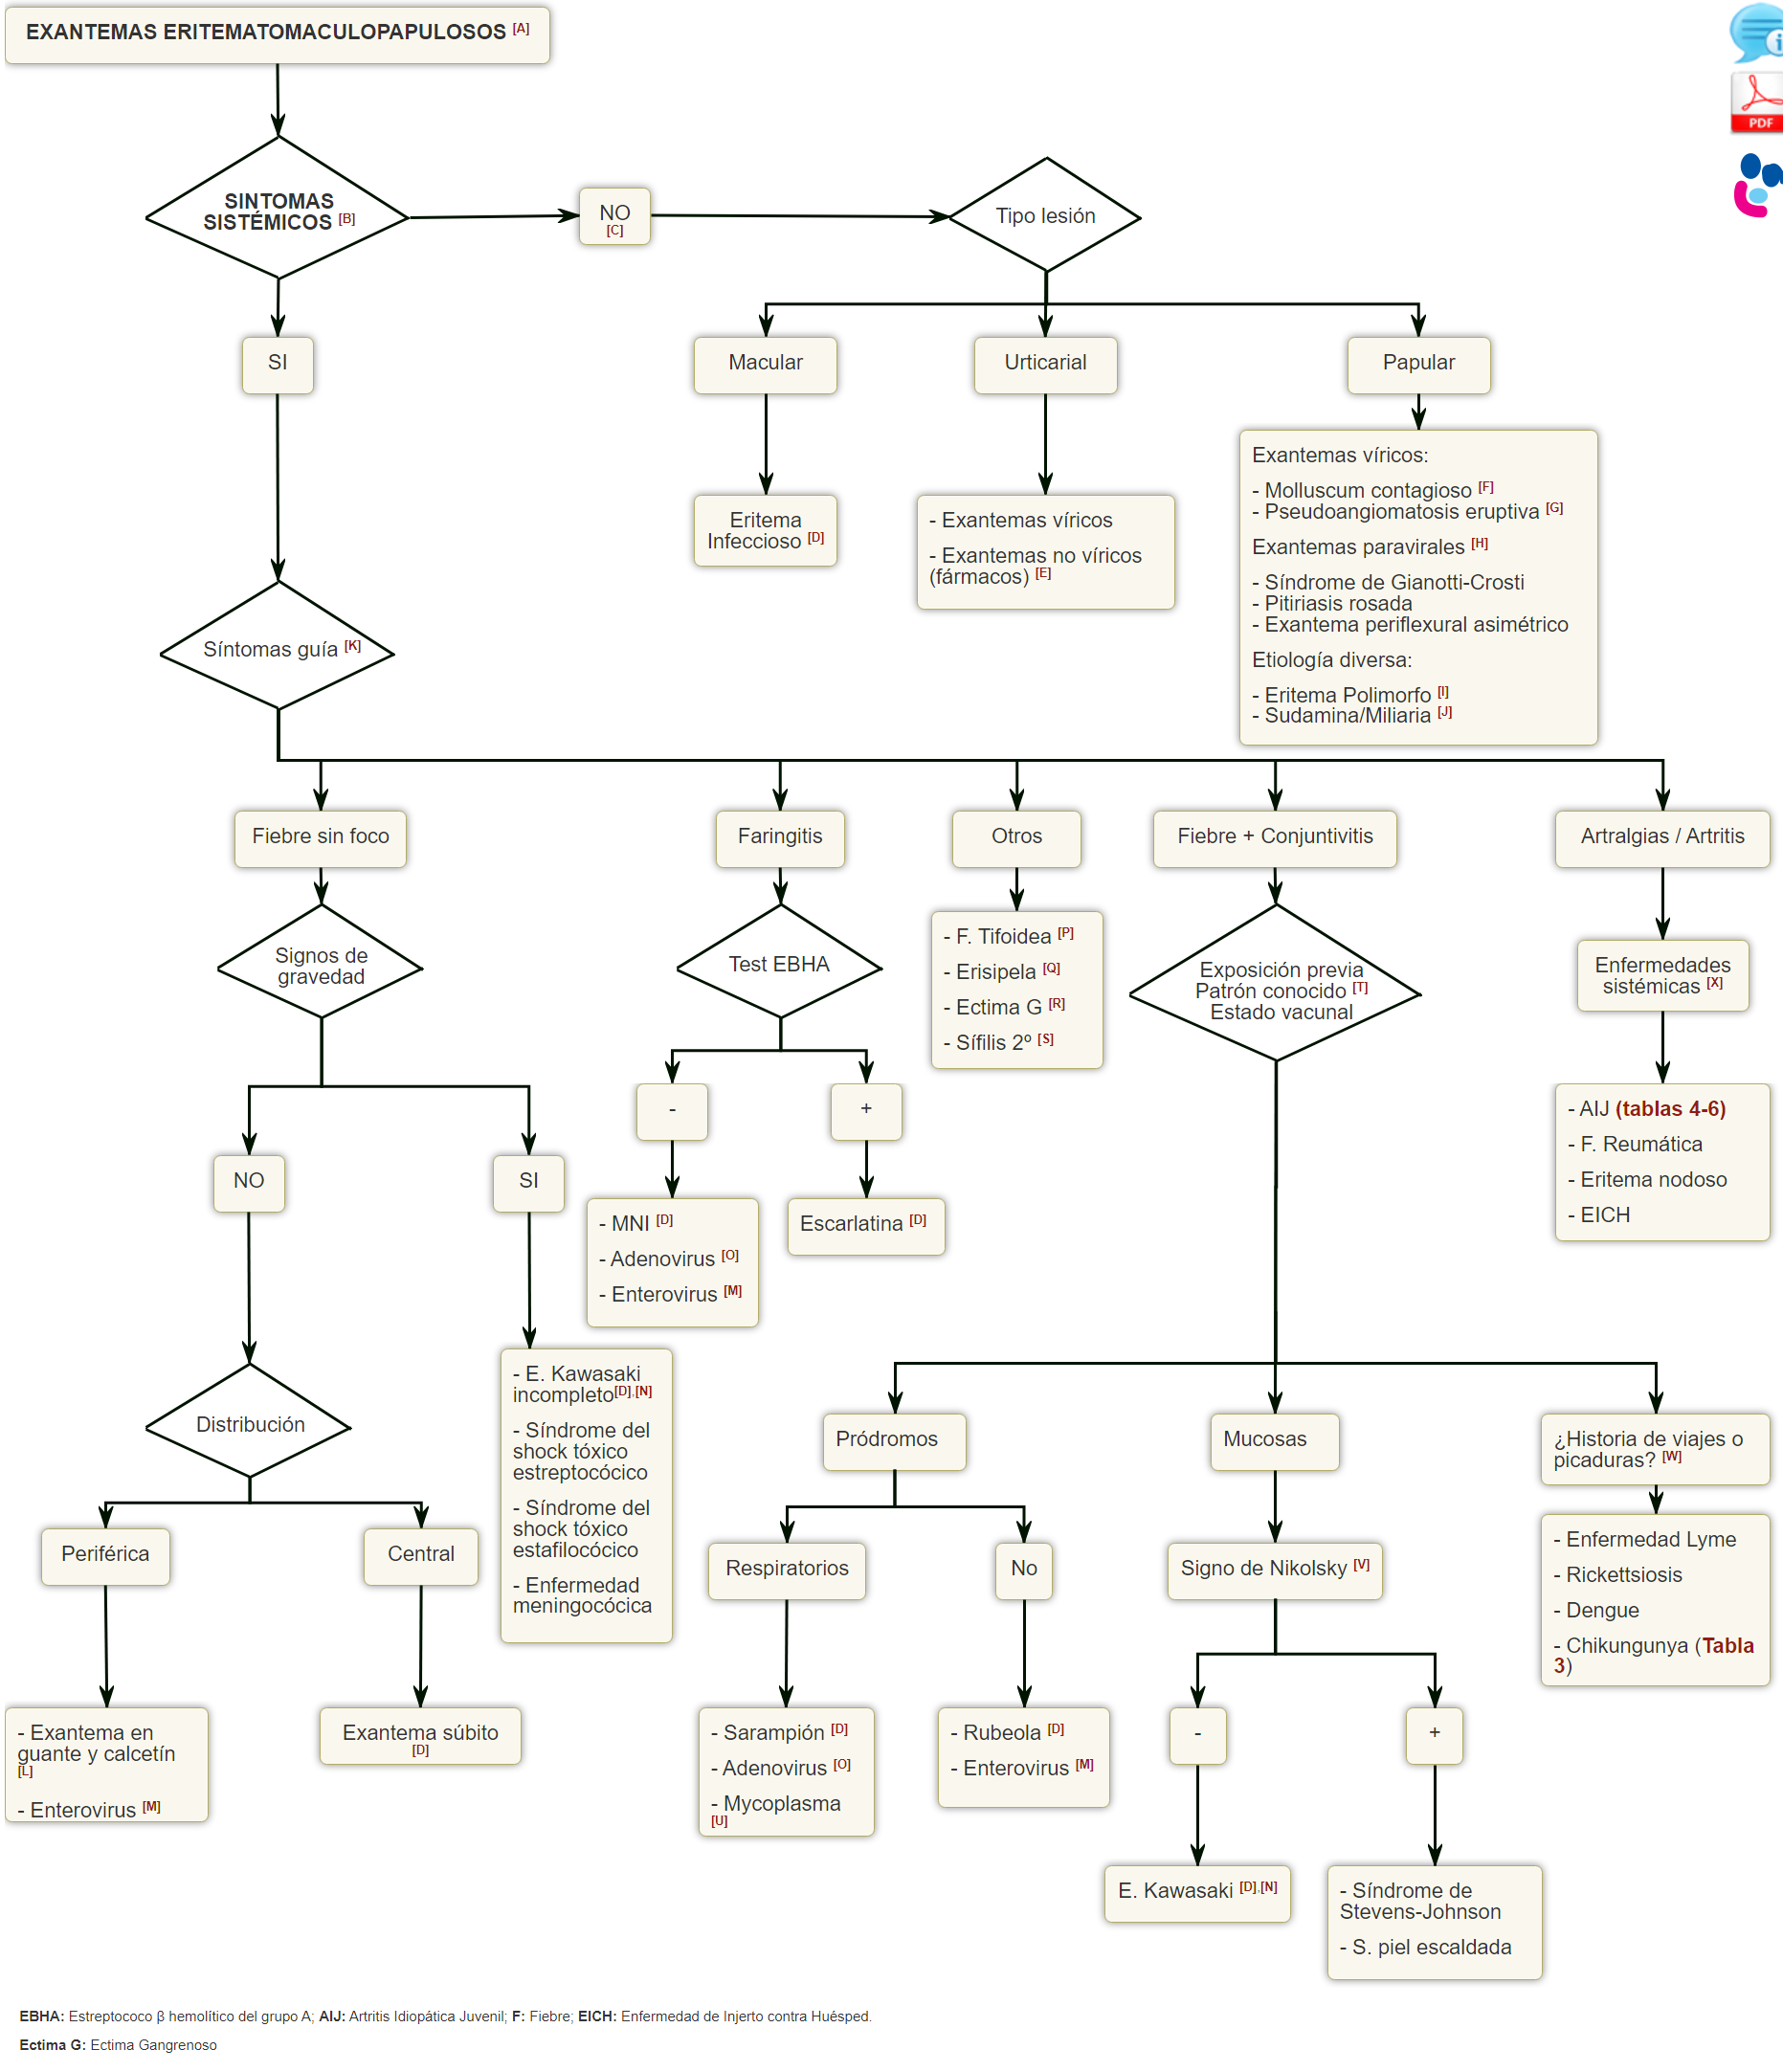 EXANTEMAS ERITEMATOMACULOPAPULOSOS [A]
PDF
SINTOMAS
SISTÉMICOS [B]
NO
[C]
Tipo lesión
SI
Macular
Urticarial
Papular
Eritema
Infeccioso [D]
- Exantemas víricos
- Exantemas no víricos
(fármacos) [E]
Exantemas víricos:
- Molluscum contagioso [F]
- Pseudoangiomatosis eruptiva [G]
Exantemas paravirales [H]
- Síndrome de Gianotti-Crosti
- Pitiriasis rosada
- Exantema periflexural asimétrico
Etiología diversa:
- Eritema Polimorfo [I]
- Sudamina/Miliaria [J]
Síntomas guía [K]
Fiebre sin foco
Faringitis
Otros
Fiebre + Conjuntivitis
Artralgias / Artritis
Signos de
gravedad
Test EBHA
- F. Tifoidea [P]
- Erisipela [Q]
- Ectima G [R]
- Sífilis 2º [S]
Exposición previa
Patrón conocido [T]
Estado vacunal
Enfermedades
sistémicas [X]
- AIJ (tablas 4-6)
- F. Reumática
- Eritema nodoso
- EICH
-
+
NO
SI
- MNI [D]
- Adenovirus [O]
- Enterovirus [M]
Escarlatina [D]
Distribución
- E. Kawasaki
incompleto[D],[N]
- Síndrome del
shock tóxico
estreptocócico
- Síndrome del
shock tóxico
estafilocócico
- Enfermedad
meningocócica
Pródromos
Mucosas
¿Historia de viajes o
picaduras? [W]
Periférica
Central
Respiratorios
No
Signo de Nikolsky [V]
- Enfermedad Lyme
- Rickettsiosis
- Dengue
- Chikungunya (Tabla
3)
- Exantema en
guante y calcetín
[L]
- Enterovirus [M]
Exantema súbito
[D]
- Sarampión [D]
- Adenovirus [O]
- Mycoplasma
[U]
- Rubeola [D]
- Enterovirus [M]
-
+
E. Kawasaki [D],[N]
- Síndrome de
Stevens-Johnson
- S. piel escaldada
EBHA: Estreptococo β hemolítico del grupo A; AIJ: Artritis Idiopática Juvenil; F: Fiebre; EICH: Enfermedad de Injerto contra Huésped.
Ectima G: Ectima Gangrenoso